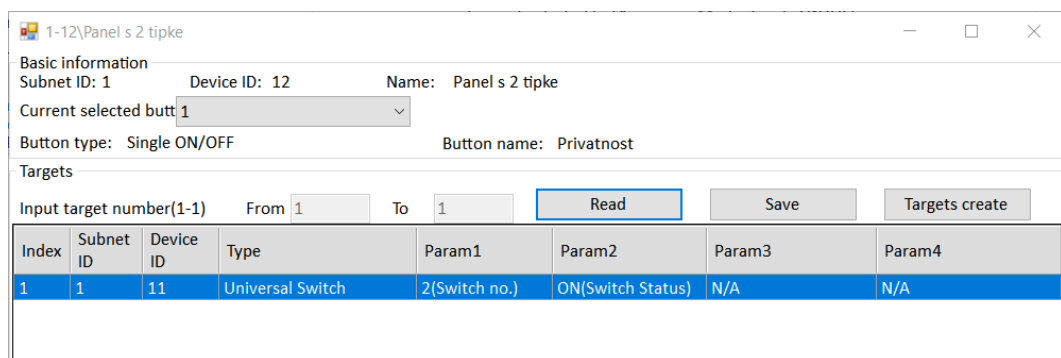 1-12\Panel s 2 tipke
Basic information
Subnet ID: 1 Device ID: 12 Name: Panel s 2 tipke
Current selected butt 1
Button type: Single ON/OFF Button name: Privatnost
Targets
Input target number(1-1) From 1 To 1 Read Save Targets create
Index Subnet ID Device ID Type Param1 Param2 Param3 Param4
1 1 11 Universal Switch 2(Switch no.) ON(Switch Status) N/A N/A